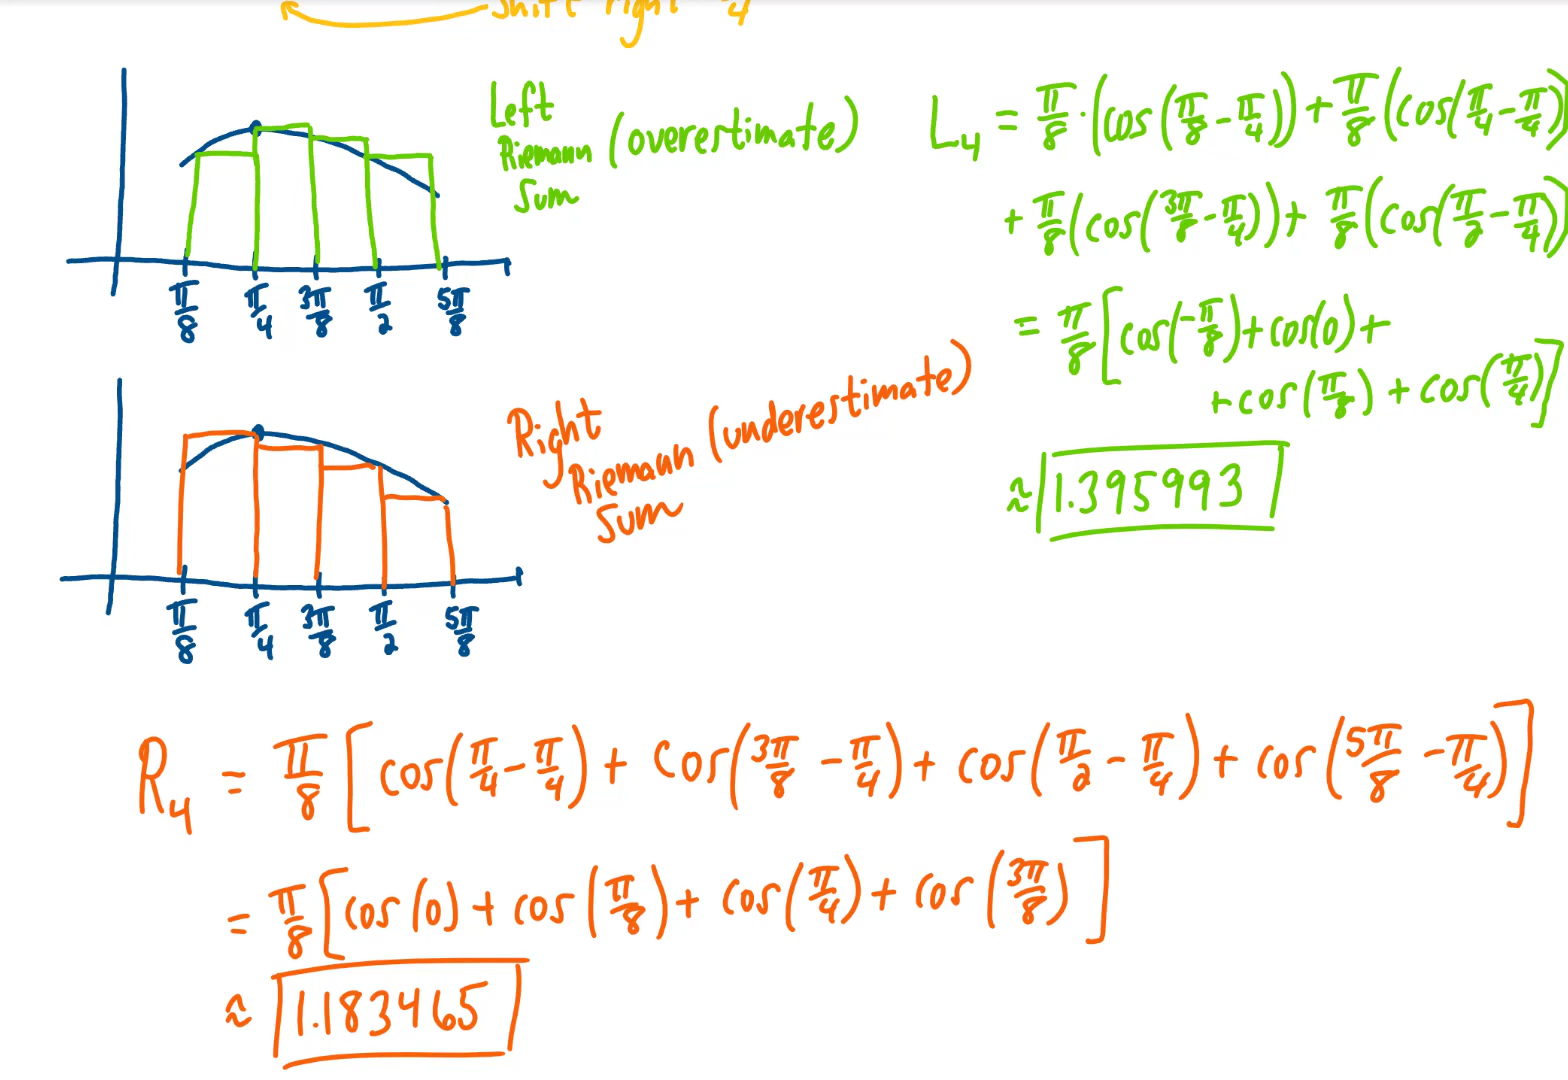 shift right π/4
Left
Riemann (overestimate)
Sum
π/8 π/4 3π/8 π/2 5π/8
L₄ = π/8·(cos(π/8-π/4)) + π/8(cos(π/4-π/4)
+ π/8(cos(3π/8-π/4)) + π/8(cos(π/2-π/4)
= π/8[cos(-π/8)+cos(0)+
+cos(π/8)+cos(π/4)]
≈ 1.395993
Right
Riemann (underestimate)
Sum
π/8 π/4 3π/8 π/2 5π/8
R₄ = π/8[cos(π/4-π/4) + cos(3π/8-π/4) + cos(π/2-π/4) + cos(5π/8-π/4)]
= π/8[cos(0) + cos(π/8) + cos(π/4) + cos(3π/8)]
≈ 1.183465